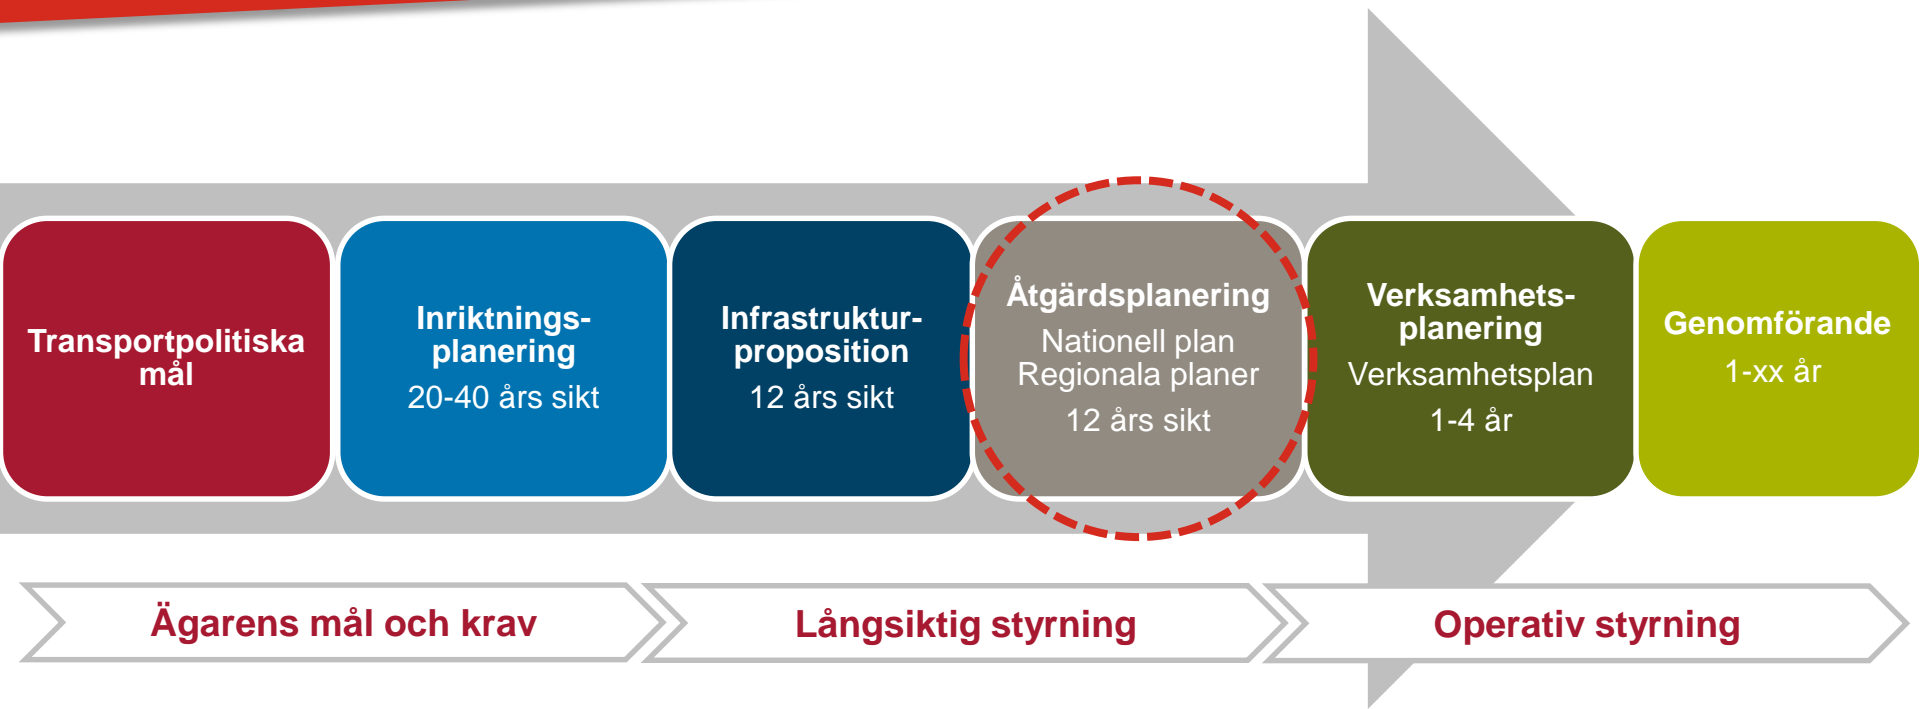 Transportpolitiska
mål
Inriktnings-
planering
20-40 års sikt
Infrastruktur-
proposition
12 års sikt
Åtgärdsplanering
Nationell plan
Regionala planer
12 års sikt
Verksamhets-
planering
Verksamhetsplan
1-4 år
Genomförande
1-xx år
Ägarens mål och krav
Långsiktig styrning
Operativ styrning